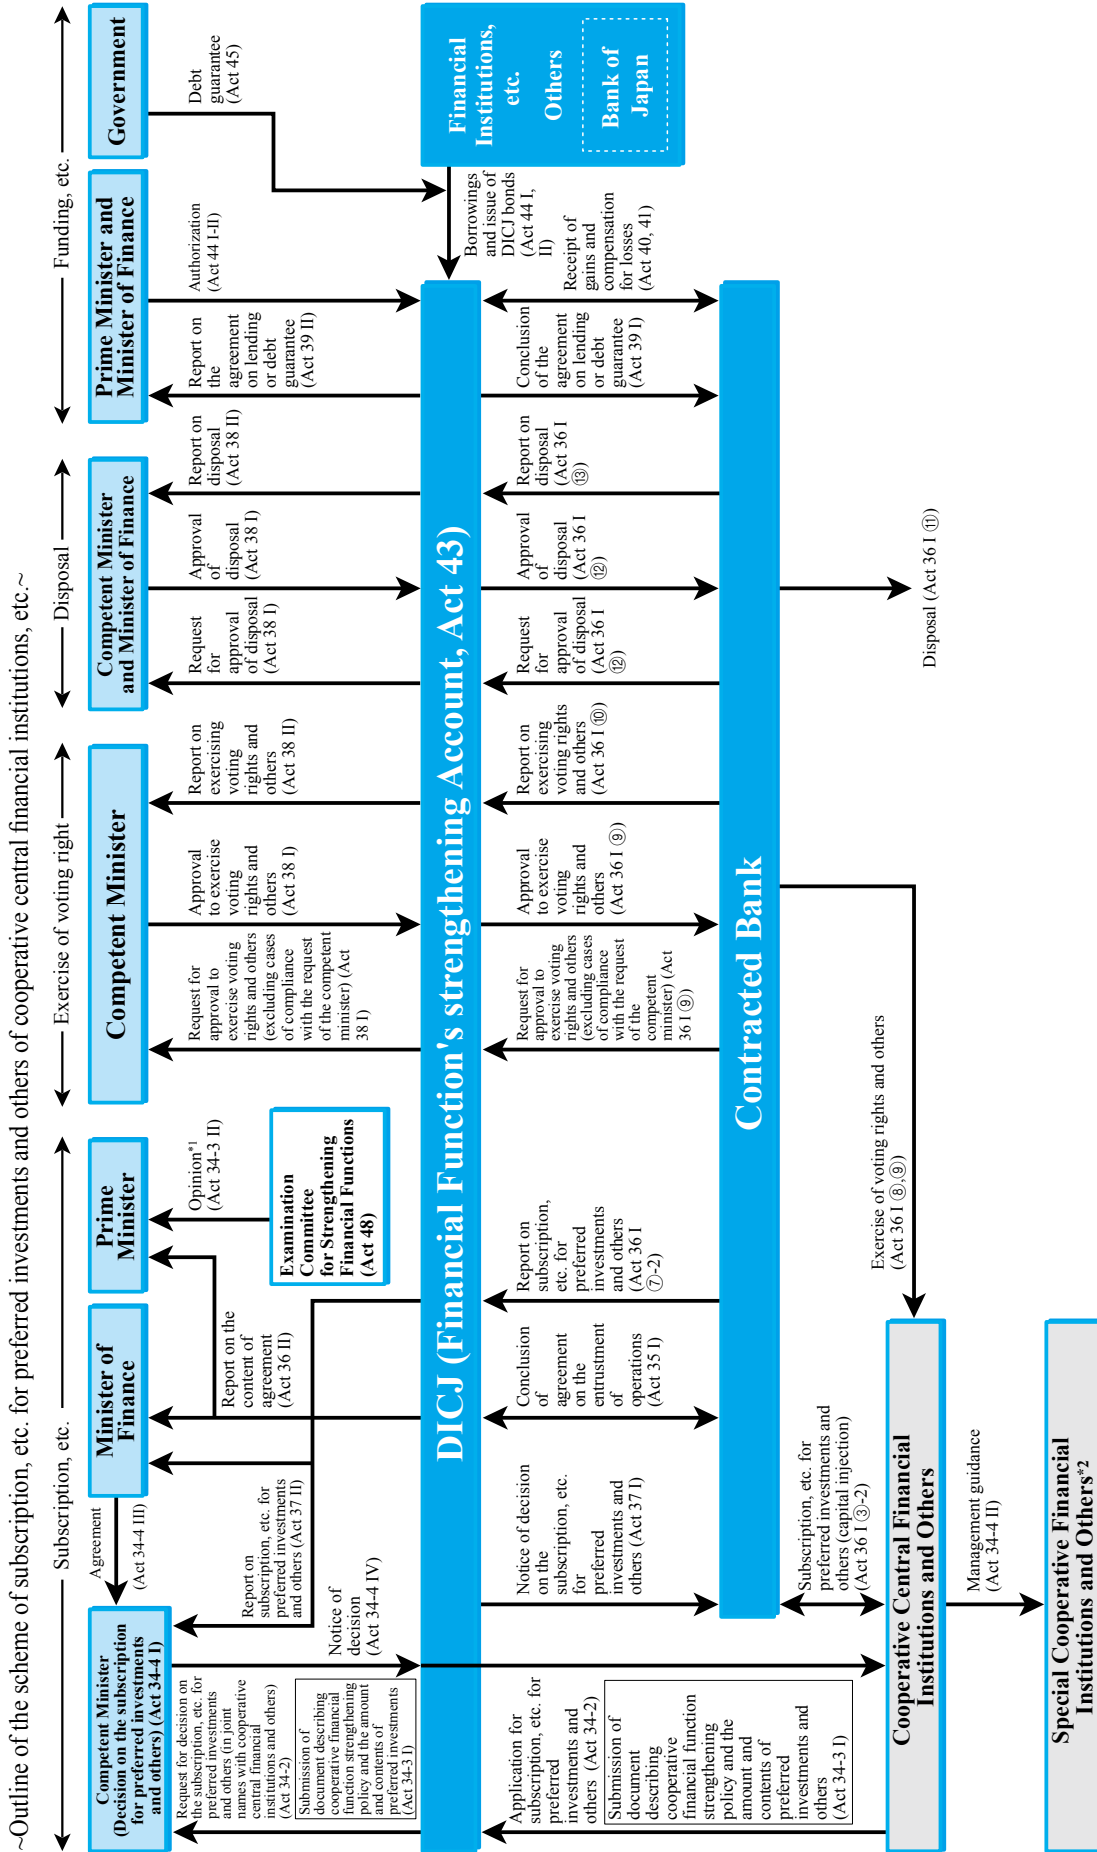 ~Outline of the scheme of subscription, etc. for preferred investments and others of cooperative central financial institutions, etc.~
Subscription, etc.
Exercise of voting right
Disposal
Funding, etc.
Competent Minister
(Decision on the subscription
for preferred investments
and others) (Act 34-4 I)
Agreement
(Act 34-4 III)
Minister of
Finance
Prime
Minister
Competent Minister
Competent Minister
and Minister of Finance
Prime Minister and
Minister of Finance
Government
Request for decision on
the subscription, etc. for
preferred investments
and others (in joint
names with cooperative
central financial
institutions and others)
(Act 34-2)
Submission of
document describing
cooperative financial
function strengthening
policy and the amount
and contents of
preferred investments
(Act 34-3 I)
Notice of
decision
(Act 34-4 IV)
Report on
subscription, etc. for
preferred investments
and others (Act 37 II)
Report on the
content of
agreement
(Act 36 II)
Opinion*1
(Act 34-3 II)
Examination
Committee
for Strengthening
Financial Functions
(Act 48)
Request for
approval to
exercise voting
rights and others
(excluding cases
of compliance
with the request
of the competent
minister) (Act
38 I)
Approval
to exercise
voting
rights and
others
(Act 38 I)
Report on
exercising
voting
rights and
others
(Act 38 II)
Request
for
approval
of disposal
(Act 38 I)
Approval
of
disposal
(Act 38 I)
Report on
disposal
(Act 38 II)
Report on
the
agreement
on lending
or debt
guarantee
(Act 39 II)
Authorization
(Act 44 I-II)
Debt
guarantee
(Act 45)
DICJ (Financial Function's strengthening Account, Act 43)
Borrowings
and issue of
DICJ bonds
(Act 44 I,
II)
Financial
Institutions,
etc.
Others
Bank of
Japan
Application for
subscription, etc. for
preferred
investments and
others (Act 34-2)
Submission of
document
describing
cooperative
financial function
strengthening
policy and the
amount and
contents of
preferred
investments and
others
(Act 34-3 I)
Notice of decision
on the
subscription, etc.
for
preferred
investments and
others (Act 37 I)
Conclusion
of
agreement
on the
entrustment
of
operations
(Act 35 I)
Report on
subscription,
etc. for
preferred
investments
and others
(Act 36 I
⑦-2)
Request for
approval to
exercise voting
rights and others
(excluding cases
of compliance
with the request
of the
competent
minister) (Act
36 I ⑨)
Approval
to exercise
voting
rights and
others
(Act 36 I ⑨)
Report on
exercising
voting rights
and others
(Act 36 I ⑩)
Request
for
approval
of disposal
(Act 36 I
⑫)
Approval
of
disposal
(Act 36 I
⑫)
Report on
disposal
(Act 36 I
⑬)
Conclusion
of the
agreement
on lending
or debt
guarantee
(Act 39 I)
Receipt of
gains and
compensation
for losses
(Act 40, 41)
Contracted Bank
Subscription, etc. for
preferred investments and
others (capital injection)
(Act 36 I ③-2)
Exercise of voting rights and others
(Act 36 I ⑧,⑨)
Disposal (Act 36 I ⑪)
Cooperative Central Financial
Institutions and Others
Management guidance
(Act 34-4 II)
Special Cooperative Financial
Institutions and Others*2